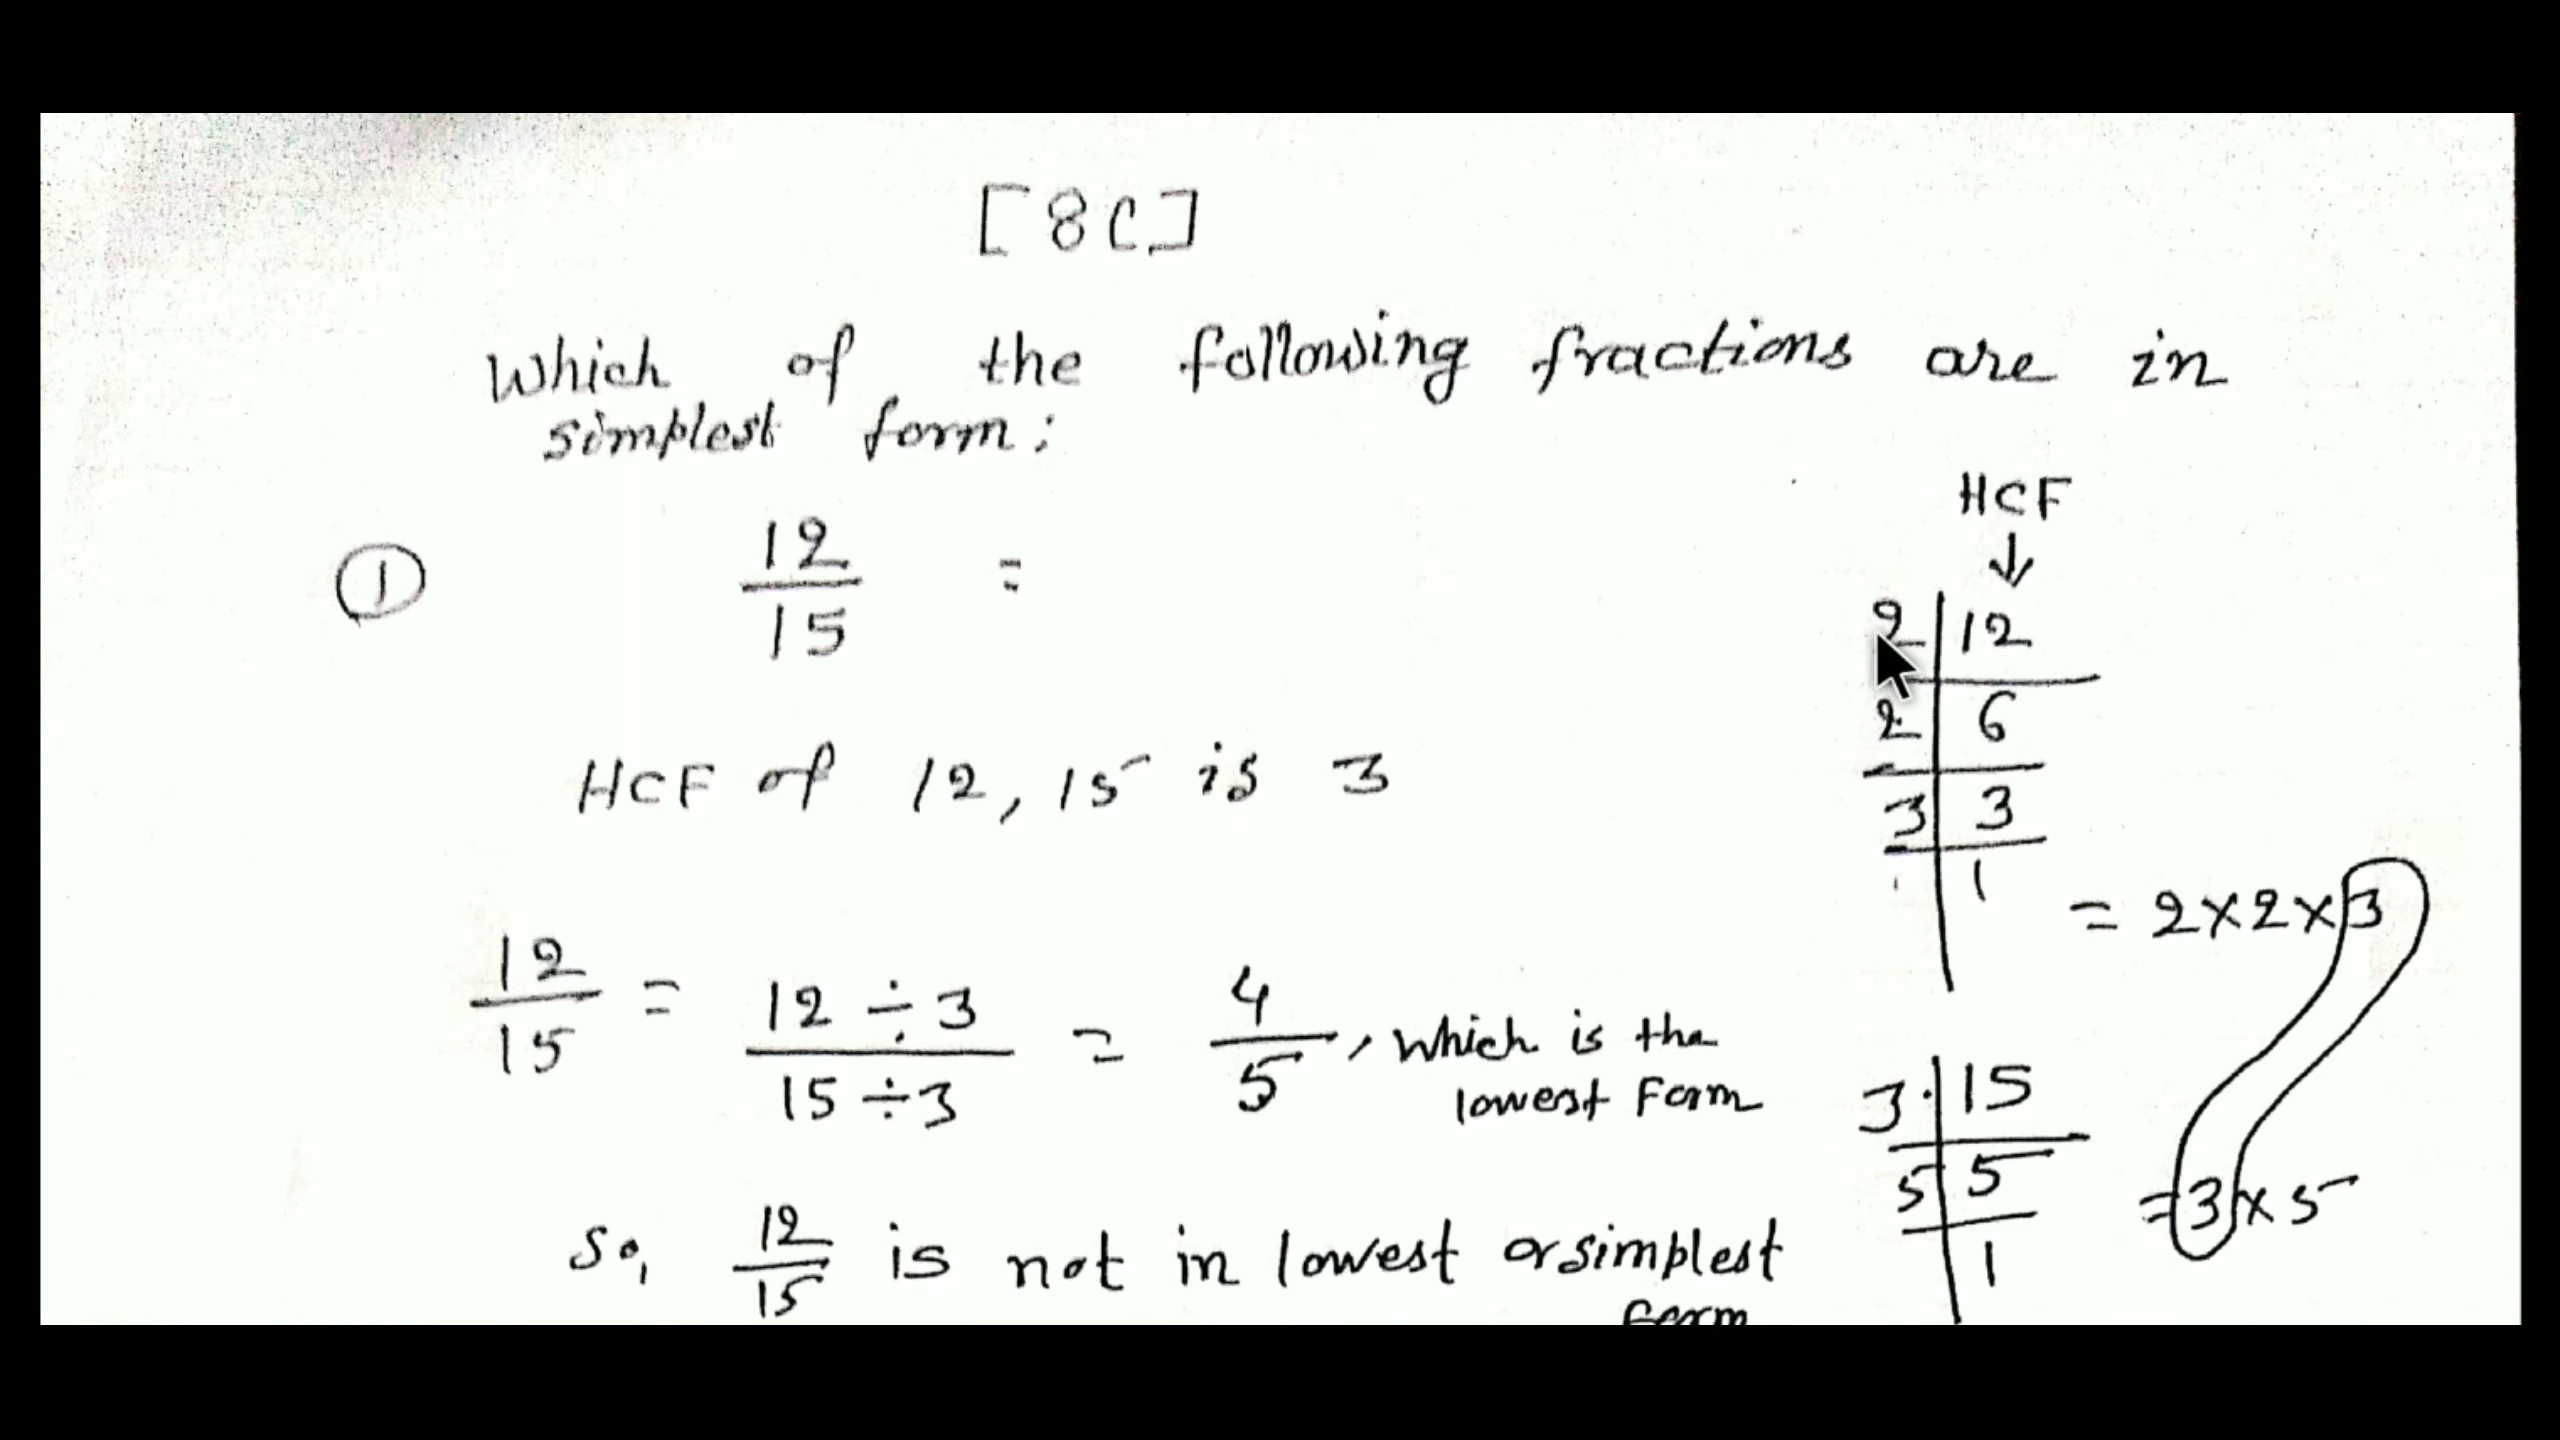 [8C]
Which of the following fractions are in
simplest form:
① 12/15 =
HCF of 12, 15 is 3
12/15 = 12 ÷ 3/15 ÷ 3 = 4/5, which is the
lowest Form
So, 12/15 is not in lowest or simplest
form
HCF
↓
2 | 12
2 | 6
3 | 3
1
= 2×2×3
3 | 15
5 | 5
1
= 3 × 5